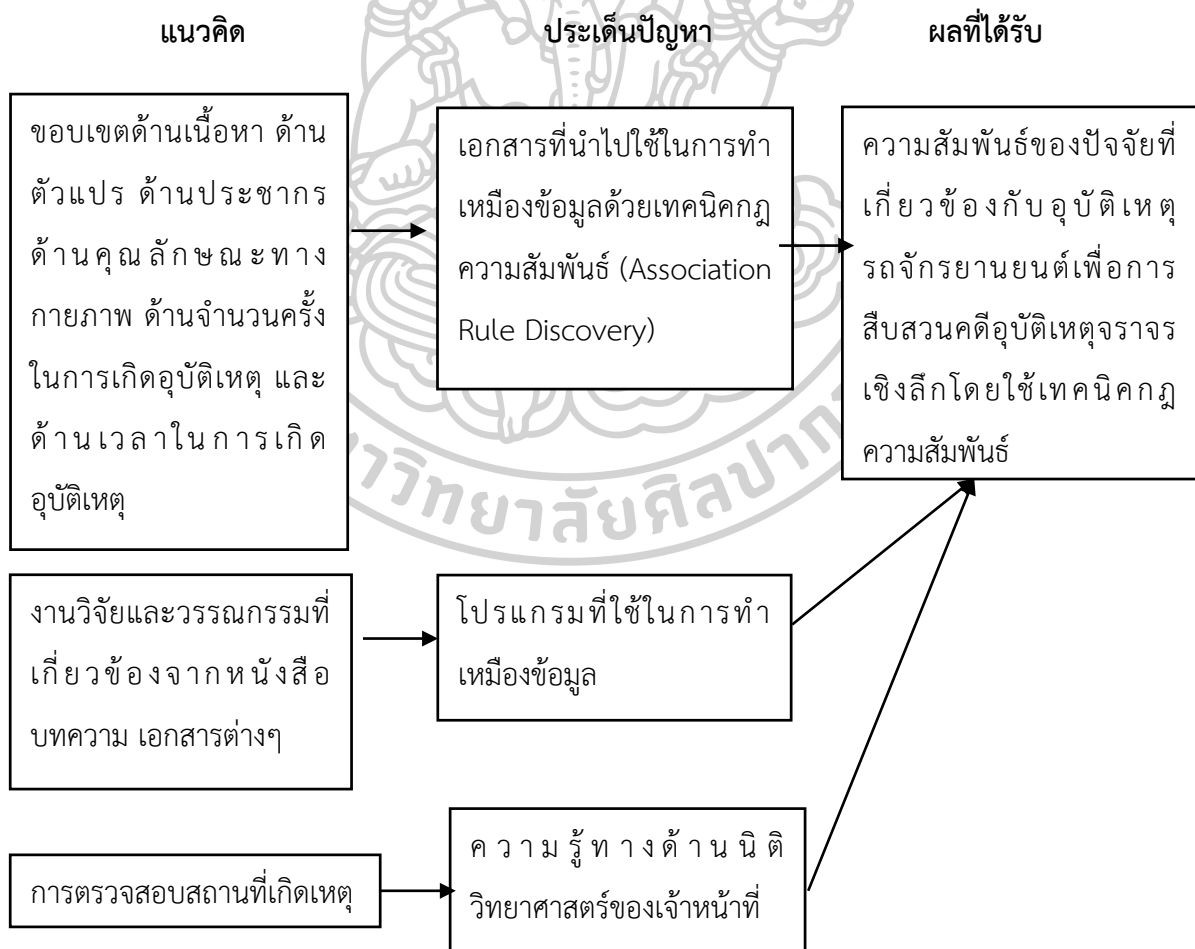 แนวคิด
ประเด็นปัญหา
ผลที่ได้รับ
ขอบเขตด้านเนื้อหา ด้าน
ตัวแปร ด้านประชากร
ด้านคุณลักษณะทาง
กายภาพ ด้านจำนวนครั้ง
ในการเกิดอุบัติเหตุ และ
ด้านเวลาในการเกิด
อุบัติเหตุ
เอกสารที่นำไปใช้ในการทำ
เหมืองข้อมูลด้วยเทคนิคกฎ
ความสัมพันธ์ (Association
Rule Discovery)
ความสัมพันธ์ของปัจจัยที่
เกี่ยวข้องกับอุบัติเหตุ
รถจักรยานยนต์เพื่อการ
สืบสวนคดีอุบัติเหตุจราจร
เชิงลึกโดยใช้เทคนิคกฎ
ความสัมพันธ์
งานวิจัยและวรรณกรรมที่
เกี่ยวข้องจากหนังสือ
บทความ เอกสารต่างๆ
โปรแกรมที่ใช้ในการทำ
เหมืองข้อมูล
การตรวจสอบสถานที่เกิดเหตุ
ความรู้ทางด้านนิติ
วิทยาศาสตร์ของเจ้าหน้าที่